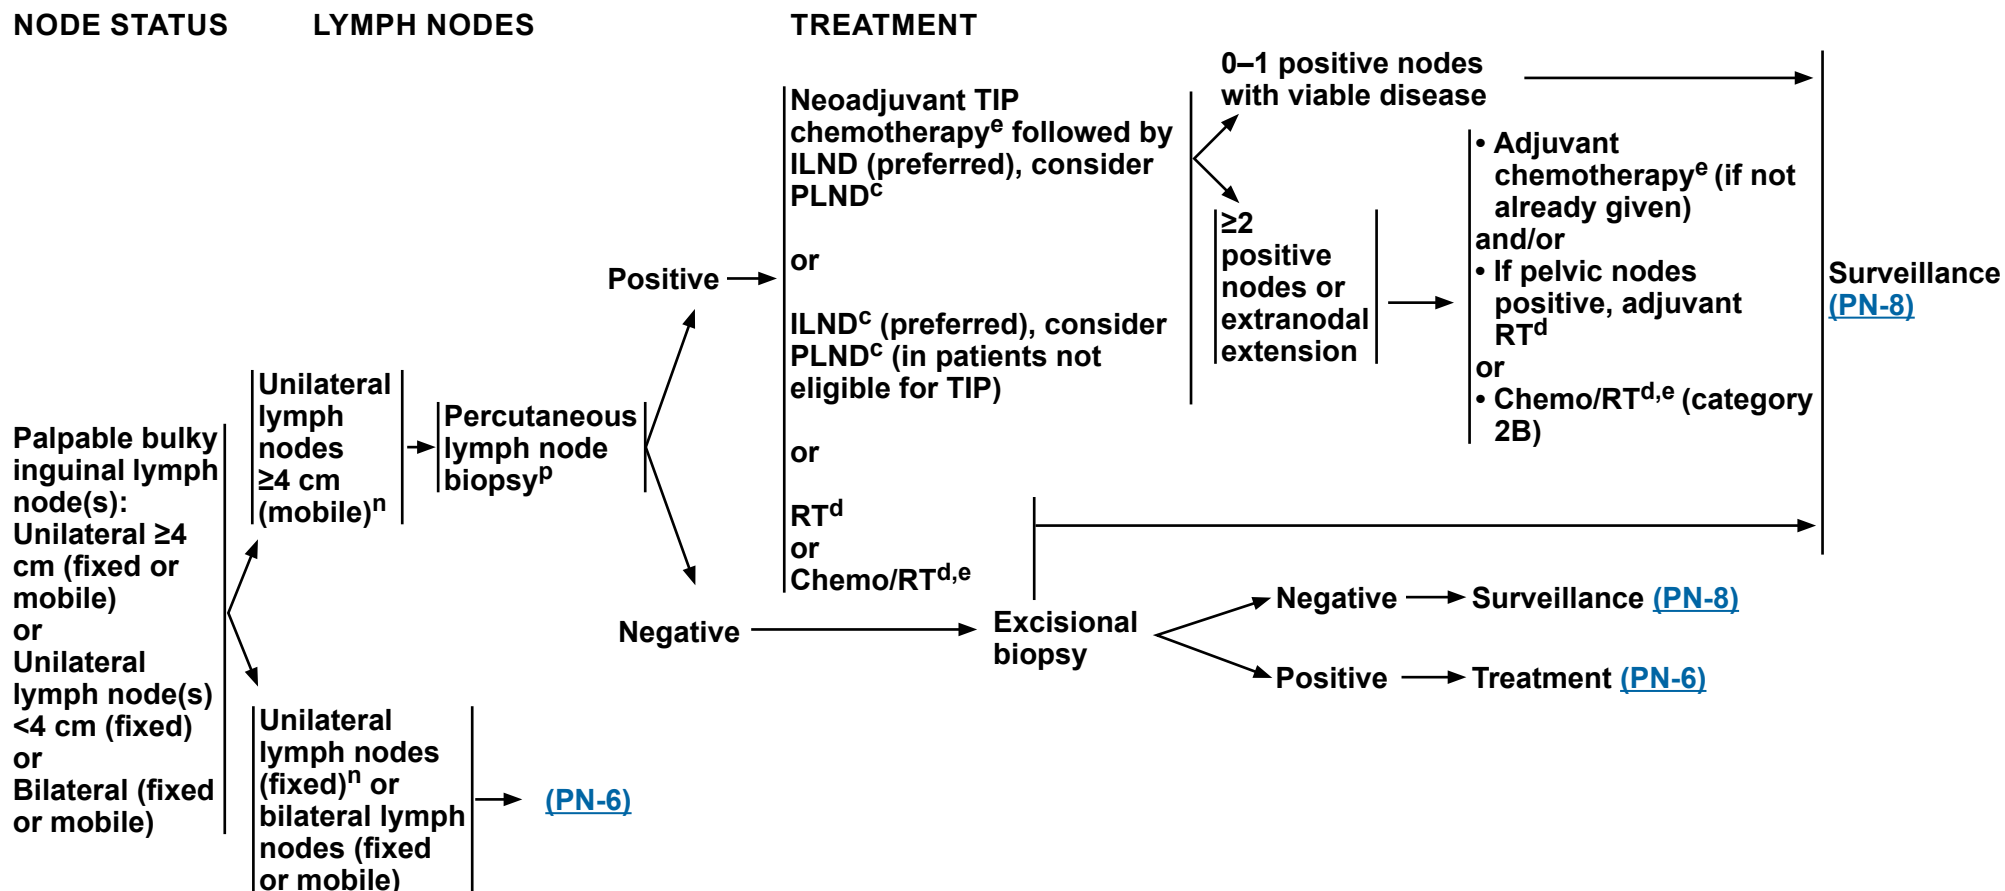 NODE STATUS
LYMPH NODES
TREATMENT
Palpable bulky
inguinal lymph
node(s):
Unilateral ≥4
cm (fixed or
mobile)
or
Unilateral
lymph node(s)
<4 cm (fixed)
or
Bilateral (fixed
or mobile)
Unilateral
lymph
nodes
≥4 cm
(mobile)n
Percutaneous
lymph node
biopsyp
Positive
Neoadjuvant TIP
chemotherapye followed by
ILND (preferred), consider
PLNDc
or
ILNDc (preferred), consider
PLNDc (in patients not
eligible for TIP)
or
RTd
or
Chemo/RTd,e
0–1 positive nodes
with viable disease
≥2
positive
nodes or
extranodal
extension
• Adjuvant
chemotherapye (if not
already given)
and/or
• If pelvic nodes
positive, adjuvant
RTd
or
• Chemo/RTd,e (category
2B)
Surveillance
(PN-8)
Negative
Excisional
biopsy
Negative
Surveillance (PN-8)
Positive
Treatment (PN-6)
Unilateral
lymph nodes
(fixed)n or
bilateral lymph
nodes (fixed
or mobile)
(PN-6)